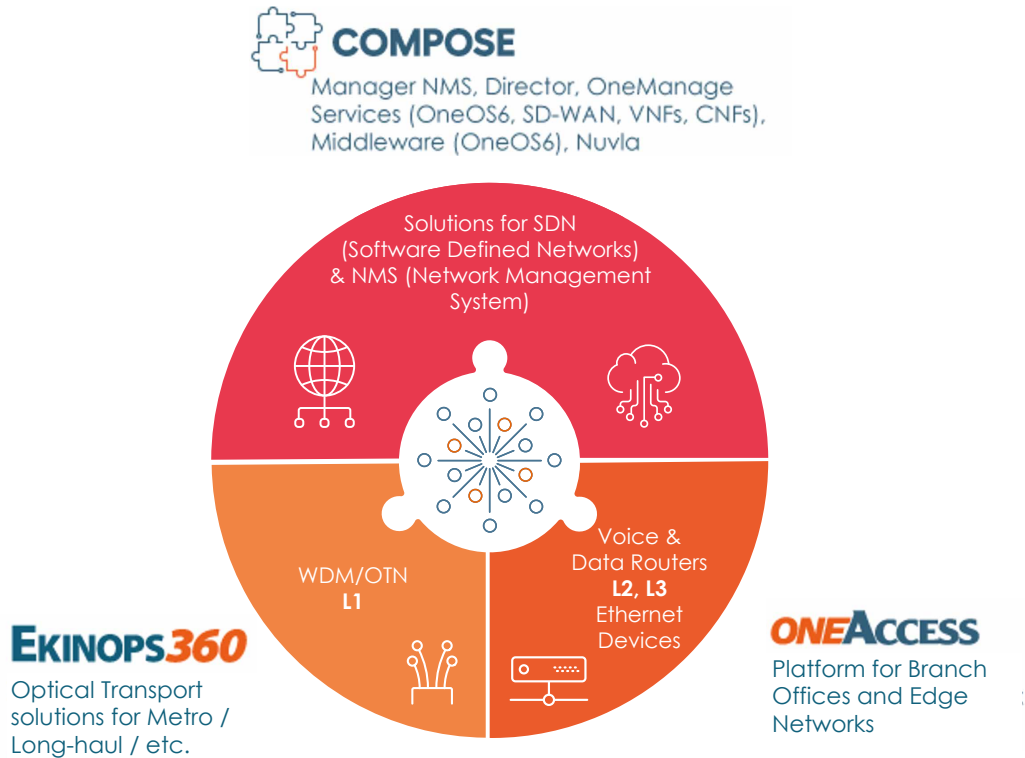 COMPOSE
Manager NMS, Director, OneManage
Services (OneOS6, SD-WAN, VNFs, CNFs),
Middleware (OneOS6), Nuvla
Solutions for SDN
(Software Defined Networks)
& NMS (Network Management
System)
Voice &
Data Routers
L2, L3
Ethernet
Devices
WDM/OTN
L1
EKINOPS360
Optical Transport
solutions for Metro /
Long-haul / etc.
ONEACCESS
Platform for Branch
Offices and Edge
Networks